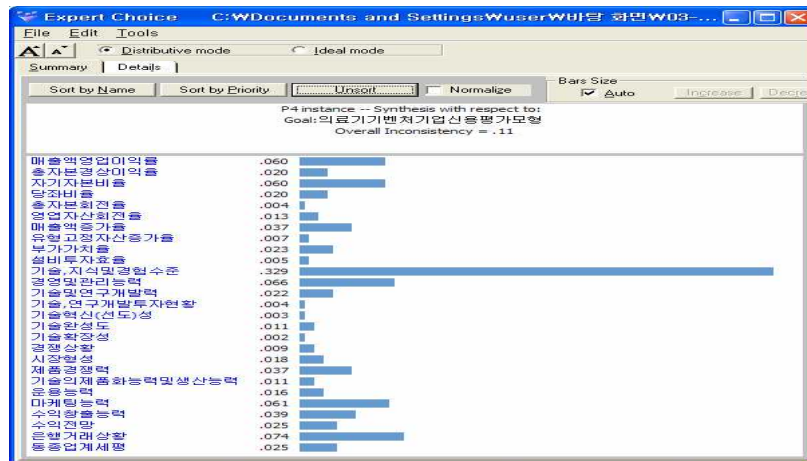 Expert Choice C:₩Documents and Settings₩user₩바탕 화면₩03-...
File Edit Tools
A A Distributive mode Ideal mode
Summary Details
Sort by Name Sort by Priority Unsort Normalize Bars Size Auto Increase Decre
P4 instance -- Synthesis with respect to:
Goal:의료기기벤처기업신용평가모형
Overall Inconsistency = .11
매출액영업이익률 .060
총자본경상이익률 .020
자기자본비율 .060
당좌비율 .020
총자본회전율 .004
영업자산회전율 .013
매출액증가율 .037
유형고정자산증가율 .007
부가가치율 .023
설비투자효율 .005
기술,지식및경험수준 .329
경영및관리능력 .066
기술및연구개발력 .022
기술,연구개발투자현황 .004
기술혁신(선도)성 .003
기술완성도 .011
기술확장성 .002
경쟁상황 .009
시장형성 .018
제품경쟁력 .037
기술의제품화능력및생산능력 .011
운용능력 .016
마케팅능력 .061
수익창출능력 .039
수익전망 .025
은행거래상황 .074
동종업계세평 .025